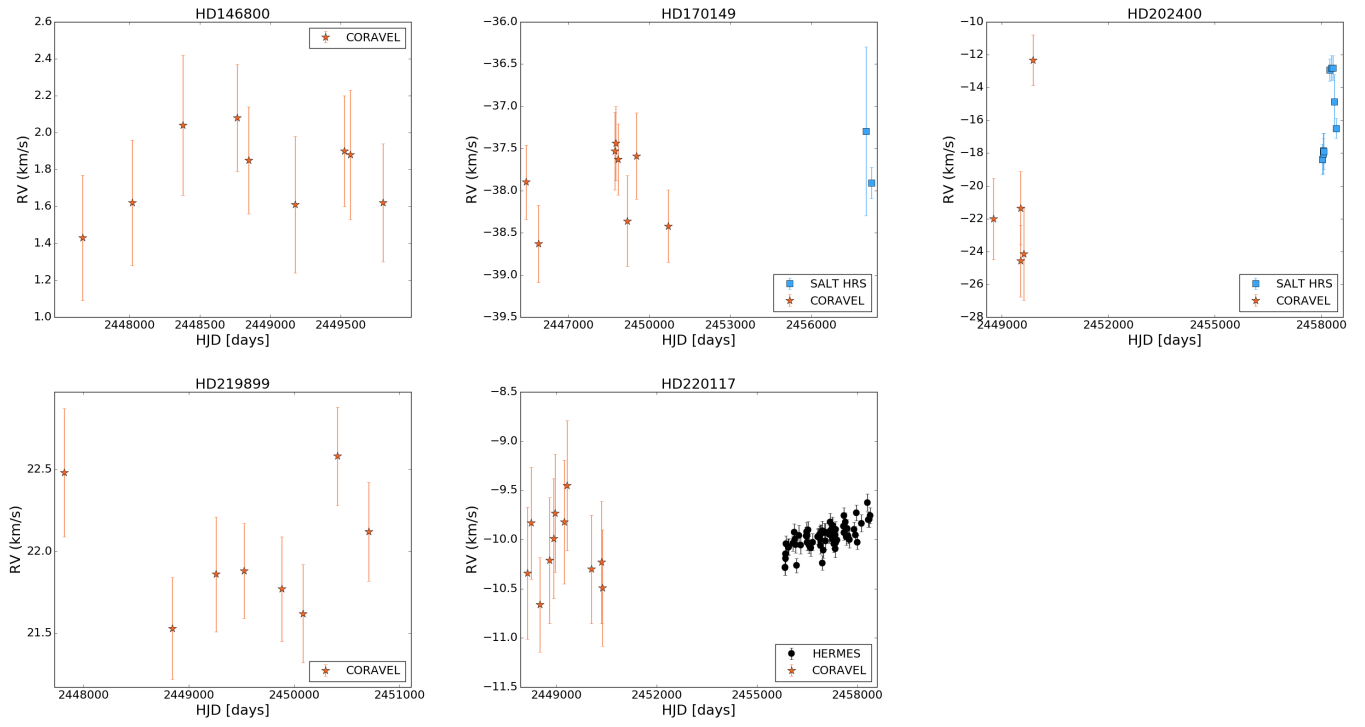 HD146800
RV (km/s)
2.6
2.4
2.2
2.0
1.8
1.6
1.4
1.2
1.0
CORAVEL
2448000 2448500 2449000 2449500
HJD [days]
HD170149
RV (km/s)
−36.0
−36.5
−37.0
−37.5
−38.0
−38.5
−39.0
−39.5
SALT HRS
CORAVEL
2447000 2450000 2453000 2456000
HJD [days]
HD202400
RV (km/s)
−10
−12
−14
−16
−18
−20
−22
−24
−26
−28
SALT HRS
CORAVEL
2449000 2452000 2455000 2458000
HJD [days]
HD219899
RV (km/s)
22.5
22.0
21.5
CORAVEL
2448000 2449000 2450000 2451000
HJD [days]
HD220117
RV (km/s)
−8.5
−9.0
−9.5
−10.0
−10.5
−11.0
−11.5
HERMES
CORAVEL
2449000 2452000 2455000 2458000
HJD [days]